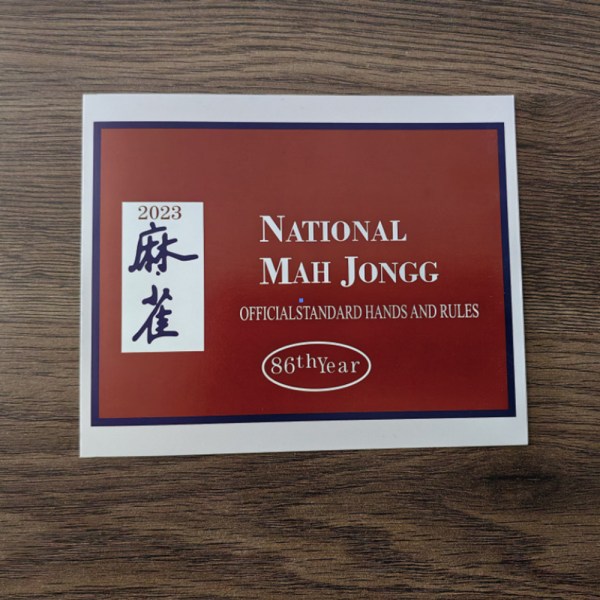 2023
麻
雀
NATIONAL
MAH JONGG
OFFICIALSTANDARD HANDS AND RULES
86thYear